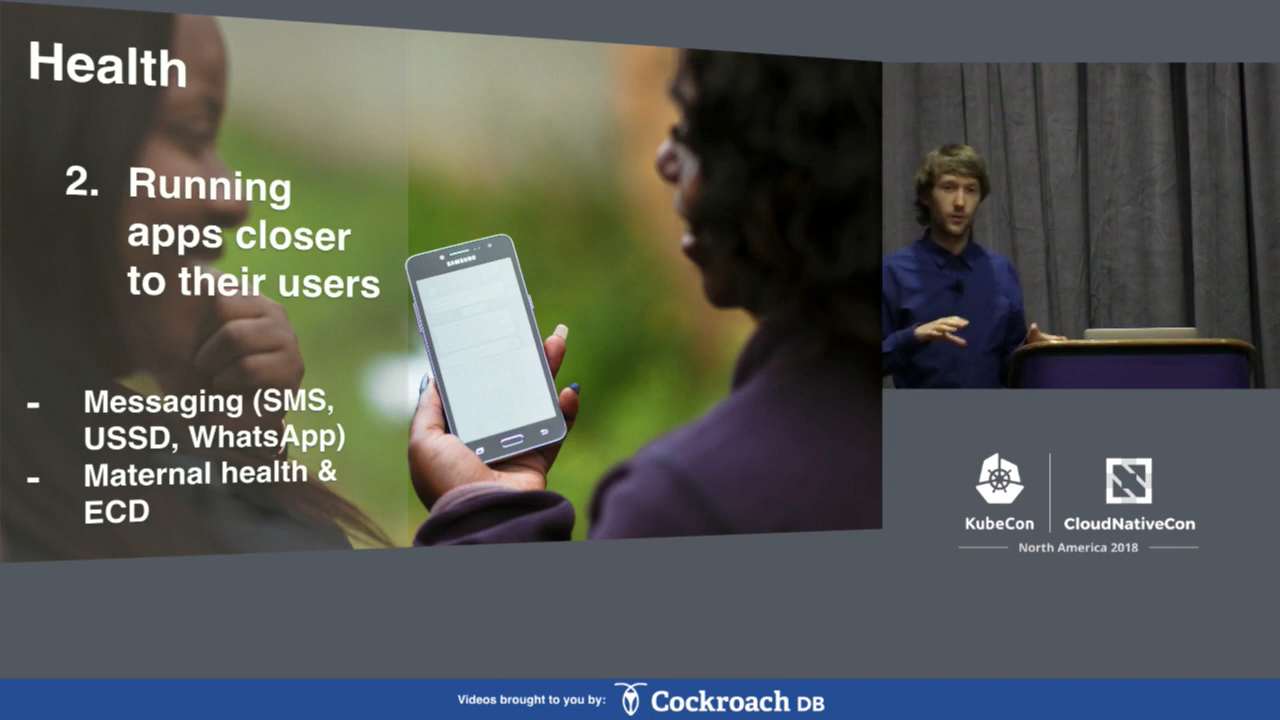 Health
2. Running
apps closer
to their users
- Messaging (SMS,
USSD, WhatsApp)
- Maternal health &
ECD
SAMSUNG
KubeCon
CloudNativeCon
North America 2018
Videos brought to you by: Cockroach DB